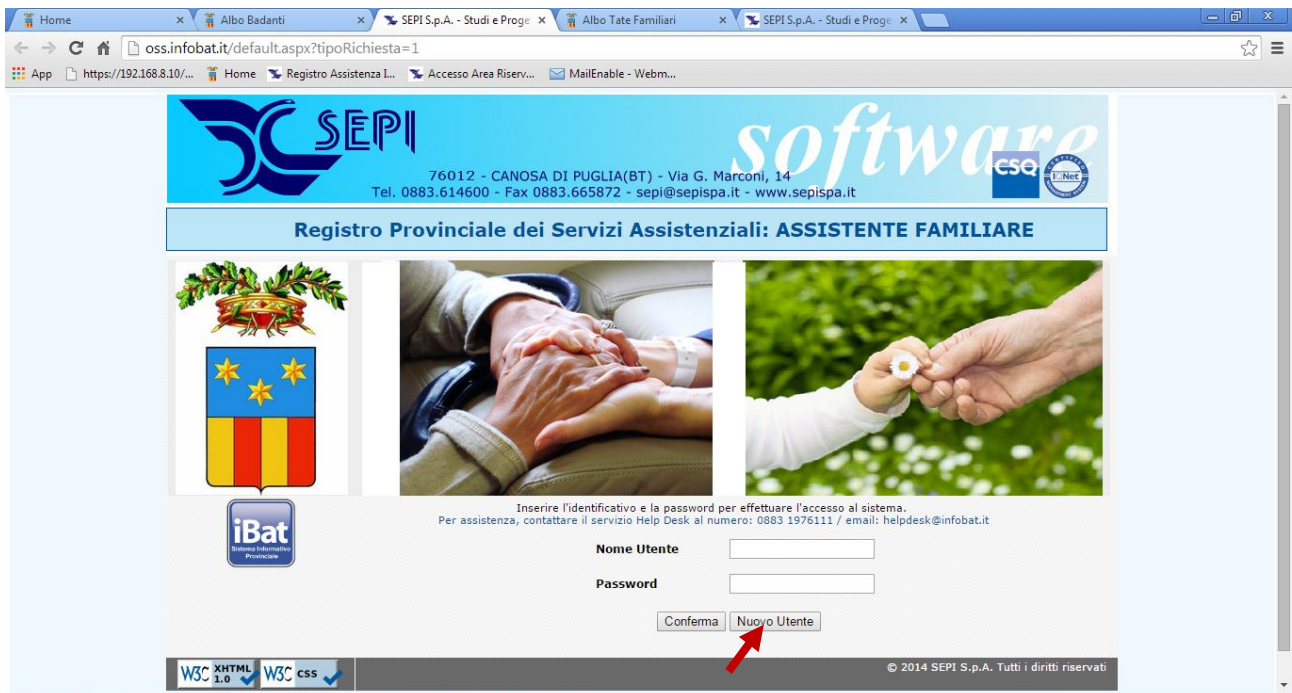 Home
Albo Badanti
SEPI S.p.A. - Studi e Proge
Albo Tate Familiari
SEPI S.p.A. - Studi e Proge
oss.infobat.it/default.aspx?tipoRichiesta=1
App
https://192.168.8.10/...
Home
Registro Assistenza I...
Accesso Area Riserv...
MailEnable - Webm...
SEPI
software
CSQ
CERTIFIED
IQNet
MANAGEMENT SYSTEM
76012 - CANOSA DI PUGLIA(BT) - Via G. Marconi, 14
Tel. 0883.614600 - Fax 0883.665872 - sepi@sepispa.it - www.sepispa.it
Registro Provinciale dei Servizi Assistenziali: ASSISTENTE FAMILIARE
iBat
Sistema Informativo
Provinciale
Inserire l'identificativo e la password per effettuare l'accesso al sistema.
Per assistenza, contattare il servizio Help Desk al numero: 0883 1976111 / email: helpdesk@infobat.it
Nome Utente
Password
Conferma
Nuovo Utente
W3C XHTML 1.0
W3C css
© 2014 SEPI S.p.A. Tutti i diritti riservati